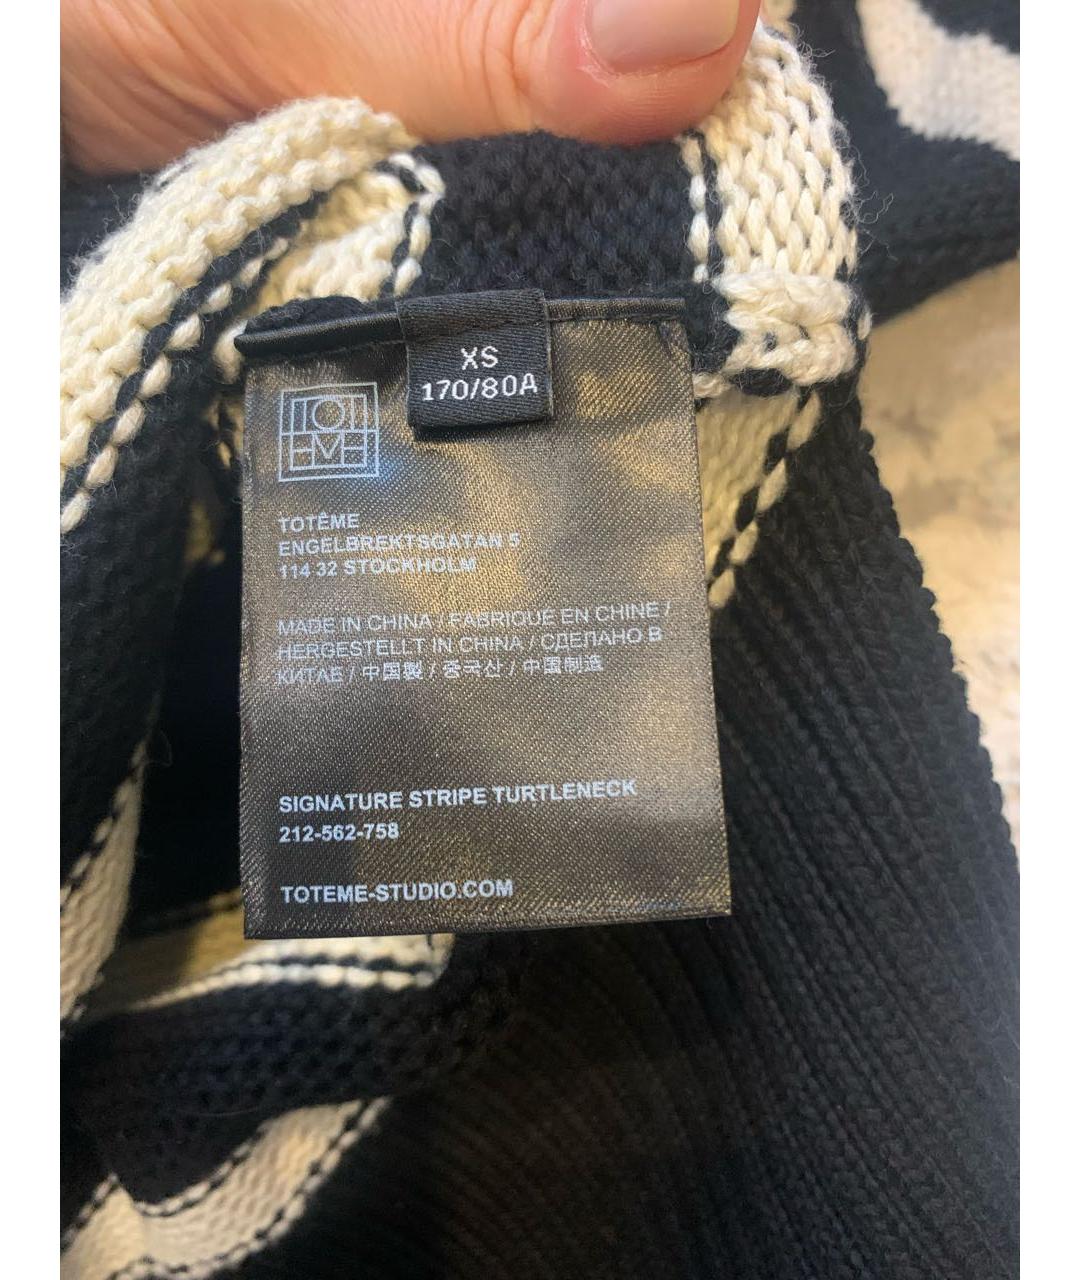 XS
170/80A
TOT
EME
TOTÊME
ENGELBREKTSGATAN 5
114 32 STOCKHOLM
MADE IN CHINA / FABRIQUÉ EN CHINE /
HERGESTELLT IN CHINA / СДЕЛАНО В
КИТАЕ / 中国製 / 중국산 / 中国制造
SIGNATURE STRIPE TURTLENECK
212-562-758
TOTEME-STUDIO.COM